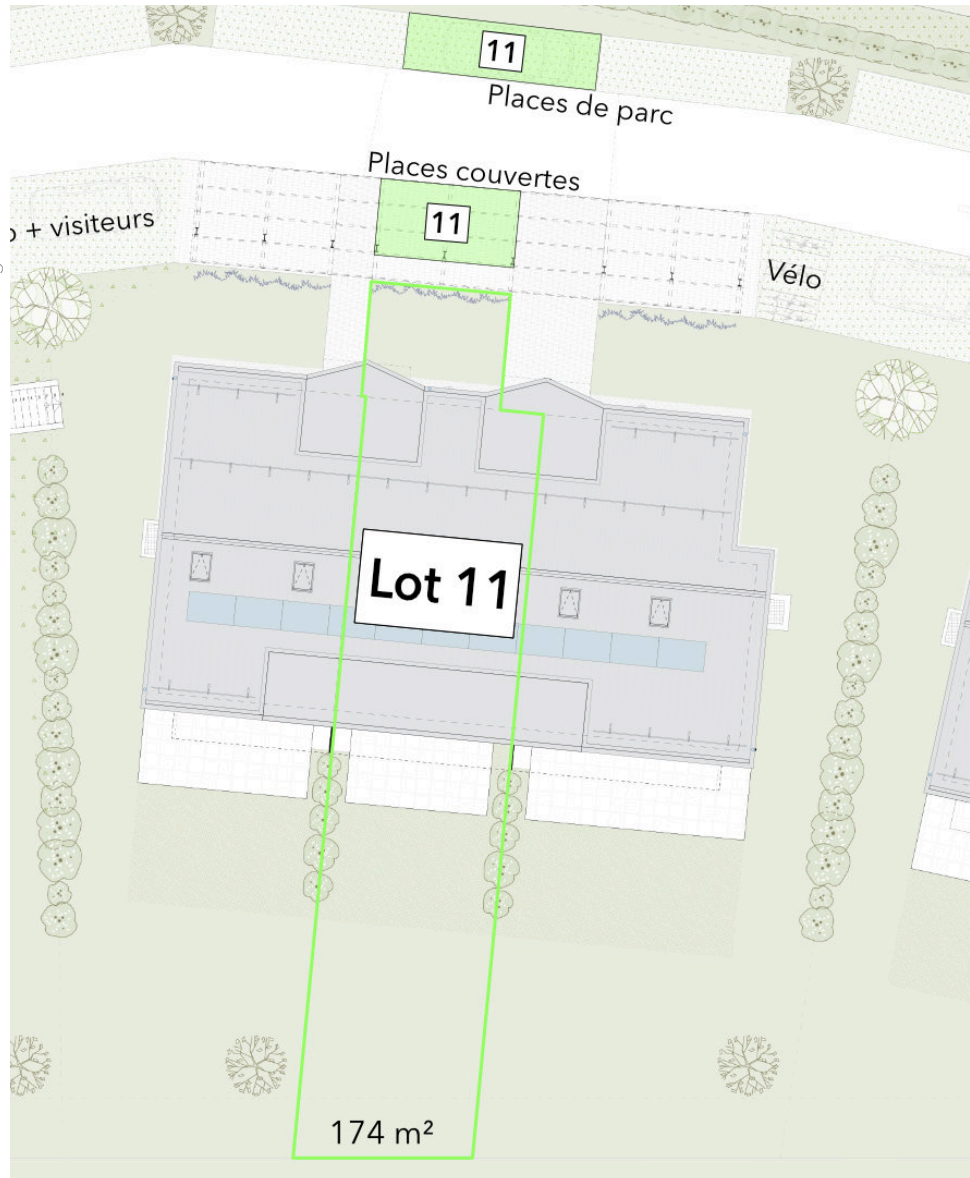 11
Places de parc
Places couvertes
11
+ visiteurs
Vélo
Lot 11
174 m²